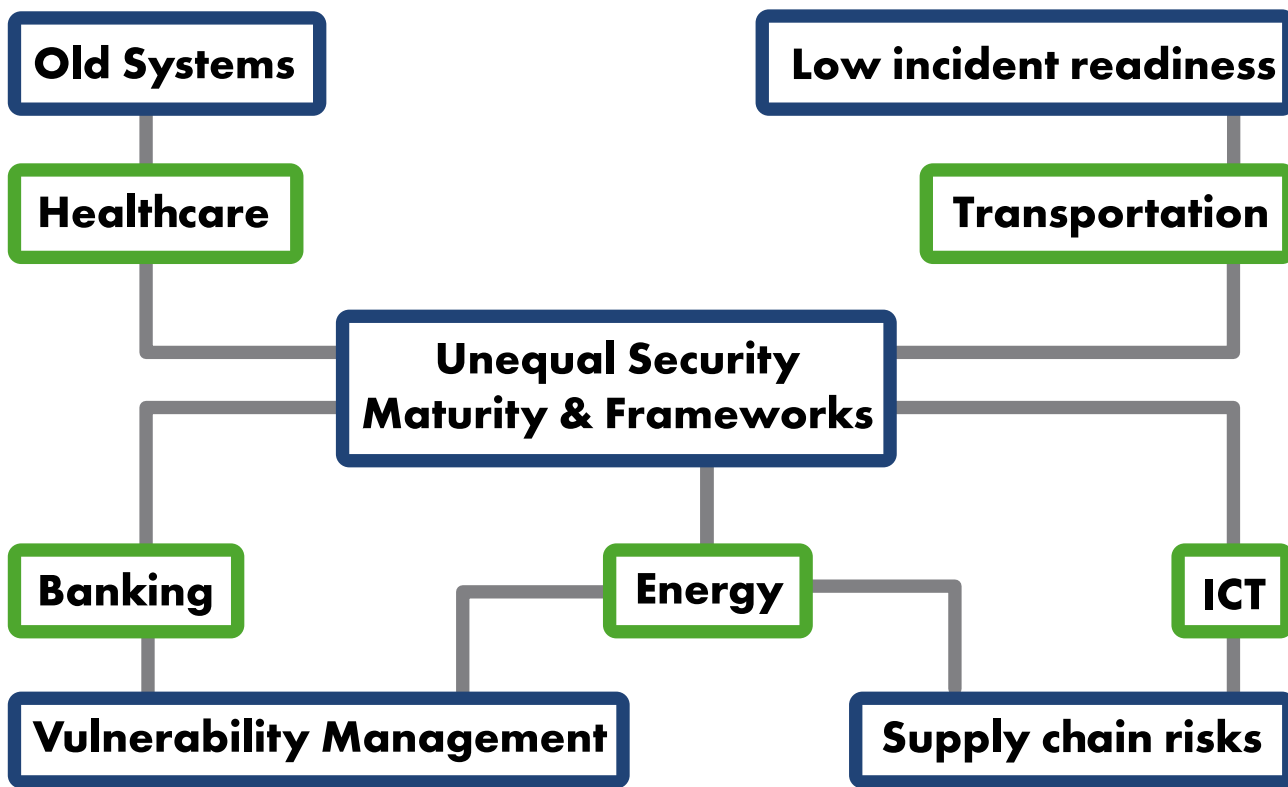 Old Systems
Low incident readiness
Healthcare
Transportation
Unequal Security
Maturity & Frameworks
Banking
Energy
ICT
Vulnerability Management
Supply chain risks